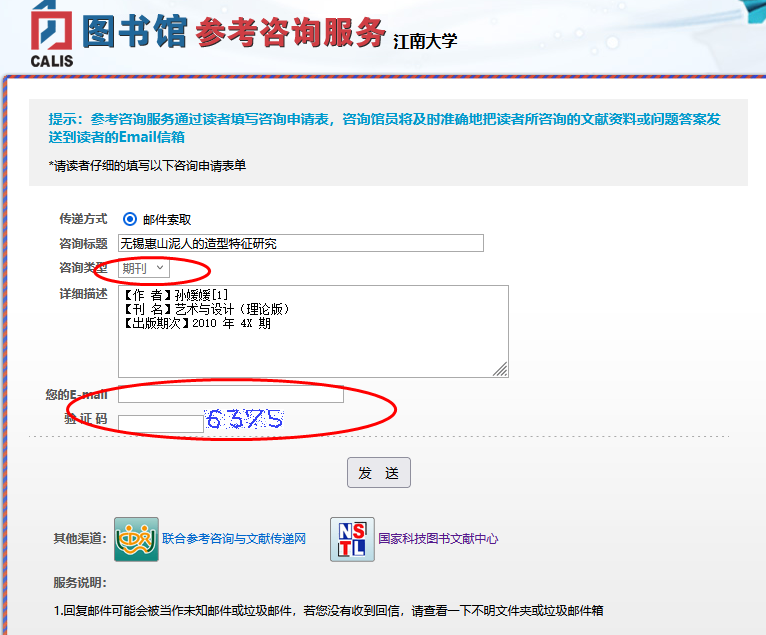 图书馆 参考咨询服务 江南大学
CALIS
提示：参考咨询服务通过读者填写咨询申请表，咨询馆员将及时准确地把读者所咨询的文献资料或问题答案发
送到读者的Email信箱
*请读者仔细的填写以下咨询申请表单
传递方式 邮件索取
咨询标题 无锡惠山泥人的造型特征研究
咨询类型 期刊
详细描述 【作 者】孙媛媛[1]
【刊 名】艺术与设计（理论版）
【出版期次】2010 年 4X 期
您的E-mail
验 证 码 6375
发 送
其他渠道： 联合参考咨询与文献传递网 NSTL 国家科技图书文献中心
服务说明：
1.回复邮件可能会被当作未知邮件或垃圾邮件，若您没有收到回信，请查看一下不明文件夹或垃圾邮件箱